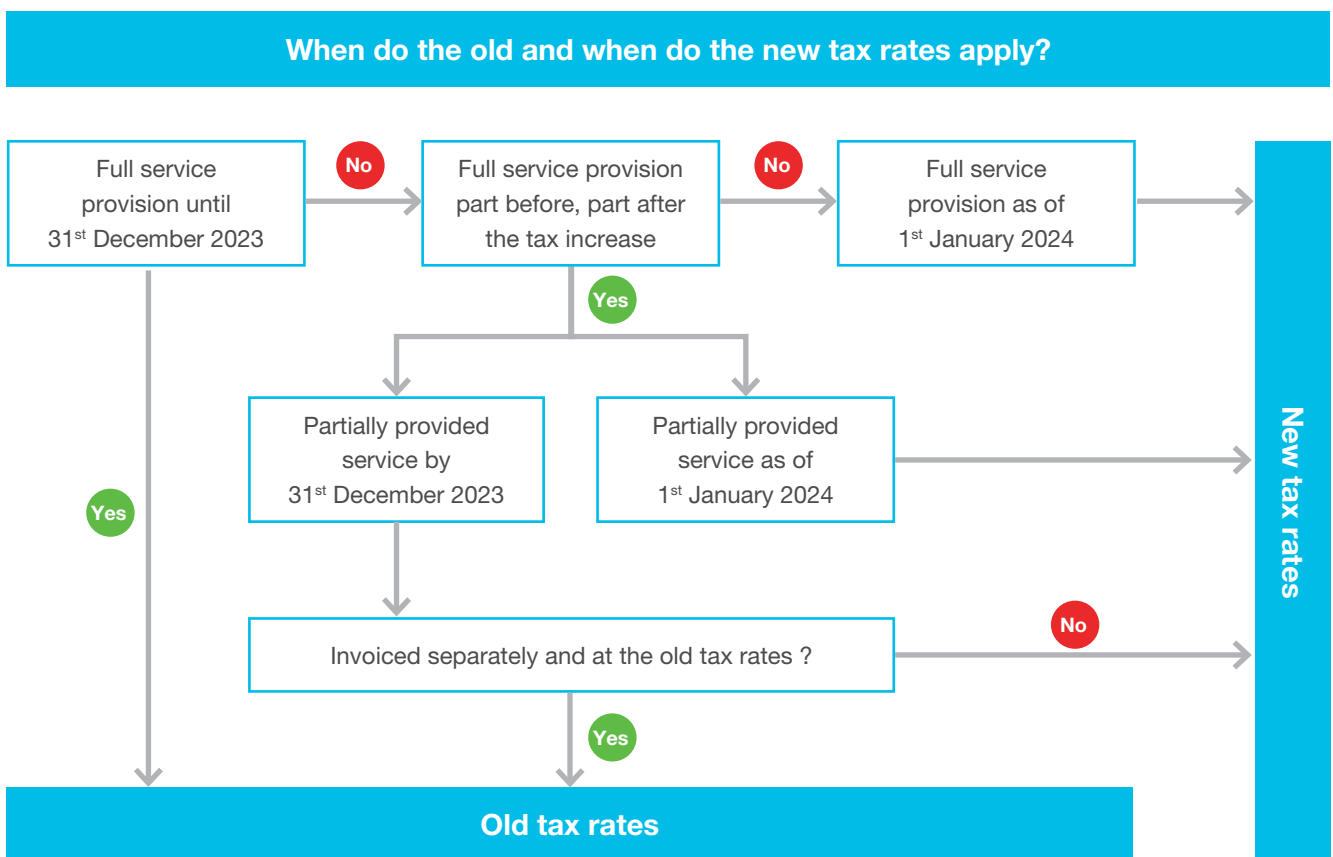 When do the old and when do the new tax rates apply?
Full service
provision until
31st December 2023
No
Full service provision
part before, part after
the tax increase
No
Full service
provision as of
1st January 2024
Yes
Partially provided
service by
31st December 2023
Partially provided
service as of
1st January 2024
Yes
Invoiced separately and at the old tax rates ?
No
Yes
New tax rates
Old tax rates